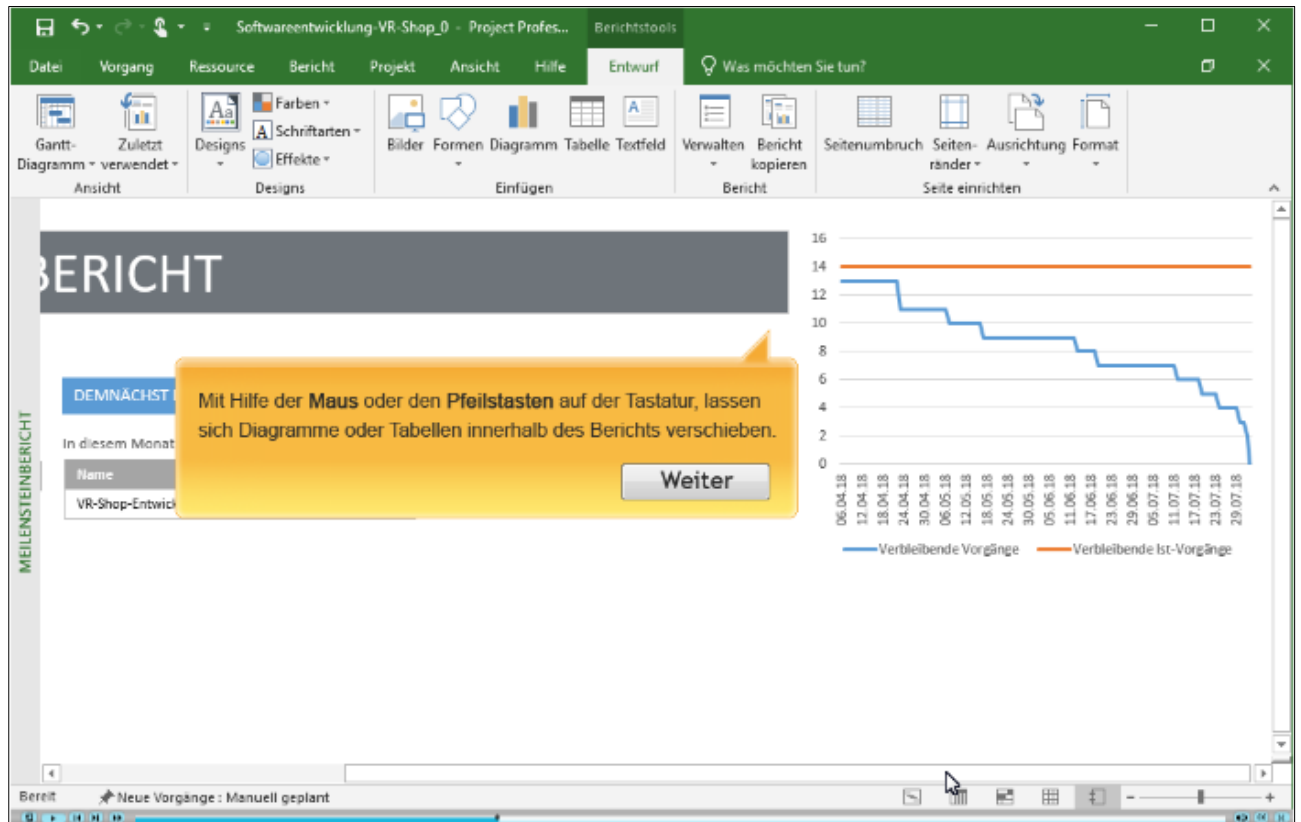 Softwareentwicklung-VR-Shop_0 - Project Profes...
Berichtstools
Datei Vorgang Ressource Bericht Projekt Ansicht Hilfe Entwurf Was möchten Sie tun?
Gantt-Diagramm Zuletzt verwendet
Ansicht
Designs Farben Schriftarten Effekte
Designs
Bilder Formen Diagramm Tabelle Textfeld
Einfügen
Verwalten Bericht kopieren
Bericht
Seitenumbruch Seiten-ränder Ausrichtung Format
Seite einrichten
MEILENSTEINBERICHT
BERICHT
DEMNÄCHST
In diesem Monat
Name
VR-Shop-Entwick
Mit Hilfe der Maus oder den Pfeilstasten auf der Tastatur, lassen
sich Diagramme oder Tabellen innerhalb des Berichts verschieben.
Weiter
16
14
12
10
8
6
4
2
0
06.04.18
12.04.18
18.04.18
24.04.18
30.04.18
06.05.18
12.05.18
18.05.18
24.05.18
30.05.18
05.06.18
11.06.18
17.06.18
23.06.18
29.06.18
05.07.18
11.07.18
17.07.18
23.07.18
29.07.18
Verbleibende Vorgänge Verbleibende Ist-Vorgänge
Bereit Neue Vorgänge : Manuell geplant